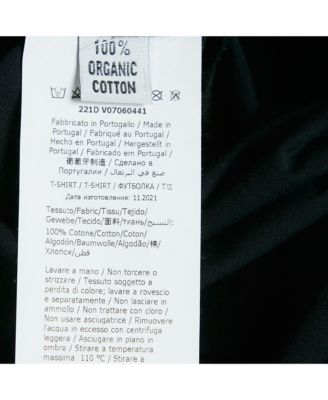 100%
ORGANIC
COTTON
221D V07060441
Fabbricato in Portogallo / Made in
Portugal / Fabriqué au Portugal /
Hecho en Portugal / Hergestellt in
Portugal / Fabricado em Portugal /
葡萄牙制造 / Сделано в
Португалии / صنع في البرتغال
T-SHIRT / T-SHIRT / ФУТБОЛКА / T恤
DATA INVENTARIO 11.2021
Tessuto/Fabric/Tissu/Tejido/
Gewebe/Tecido/面料/Ткань/النسيج:
100% Cotone/Cotton/Coton/
Algodón/Baumwolle/Algodão/棉/
Хлопок/قطن
Lavare a mano / Non torcere o
strizzare / Tessuto soggetto a
perdita di colore; lavare a rovescio
e separatamente / Non lasciare in
ammollo / Non trattare con cloro /
Non usare asciugatrice / Rimuovere
l'acqua in eccesso con centrifuga
leggera / Asciugare in piano in
ombra / Stirare a temperatura
massima 110 °C / Stirare a